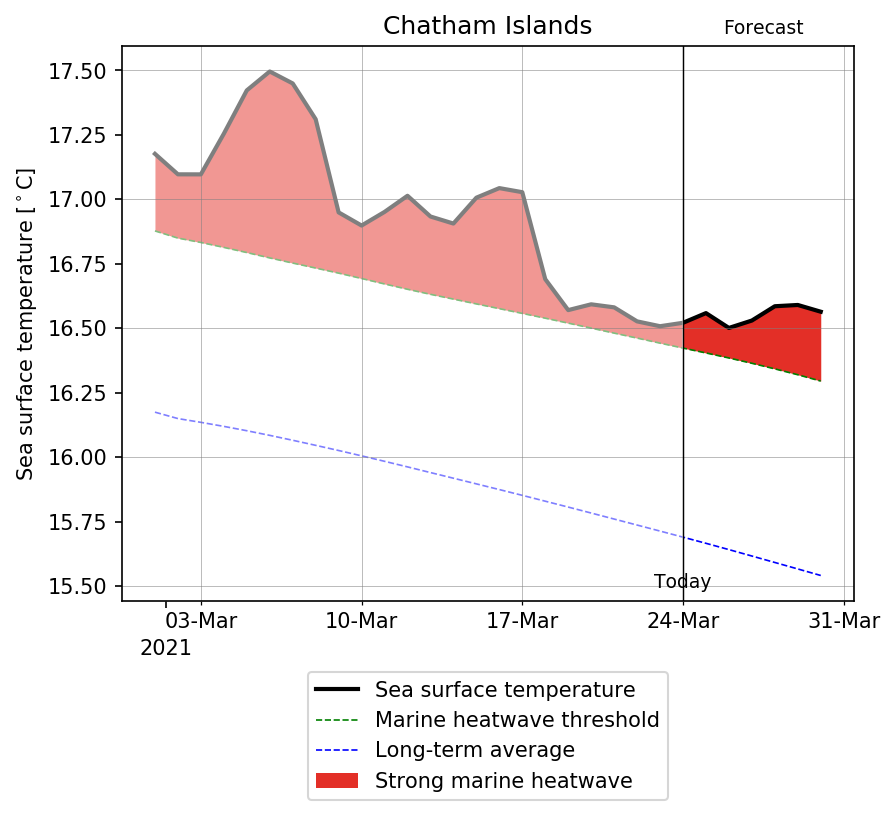 Chatham Islands
Forecast
Sea surface temperature [°C]
17.50
17.25
17.00
16.75
16.50
16.25
16.00
15.75
15.50
Today
03-Mar 10-Mar 17-Mar 24-Mar 31-Mar
2021
Sea surface temperature
Marine heatwave threshold
Long-term average
Strong marine heatwave